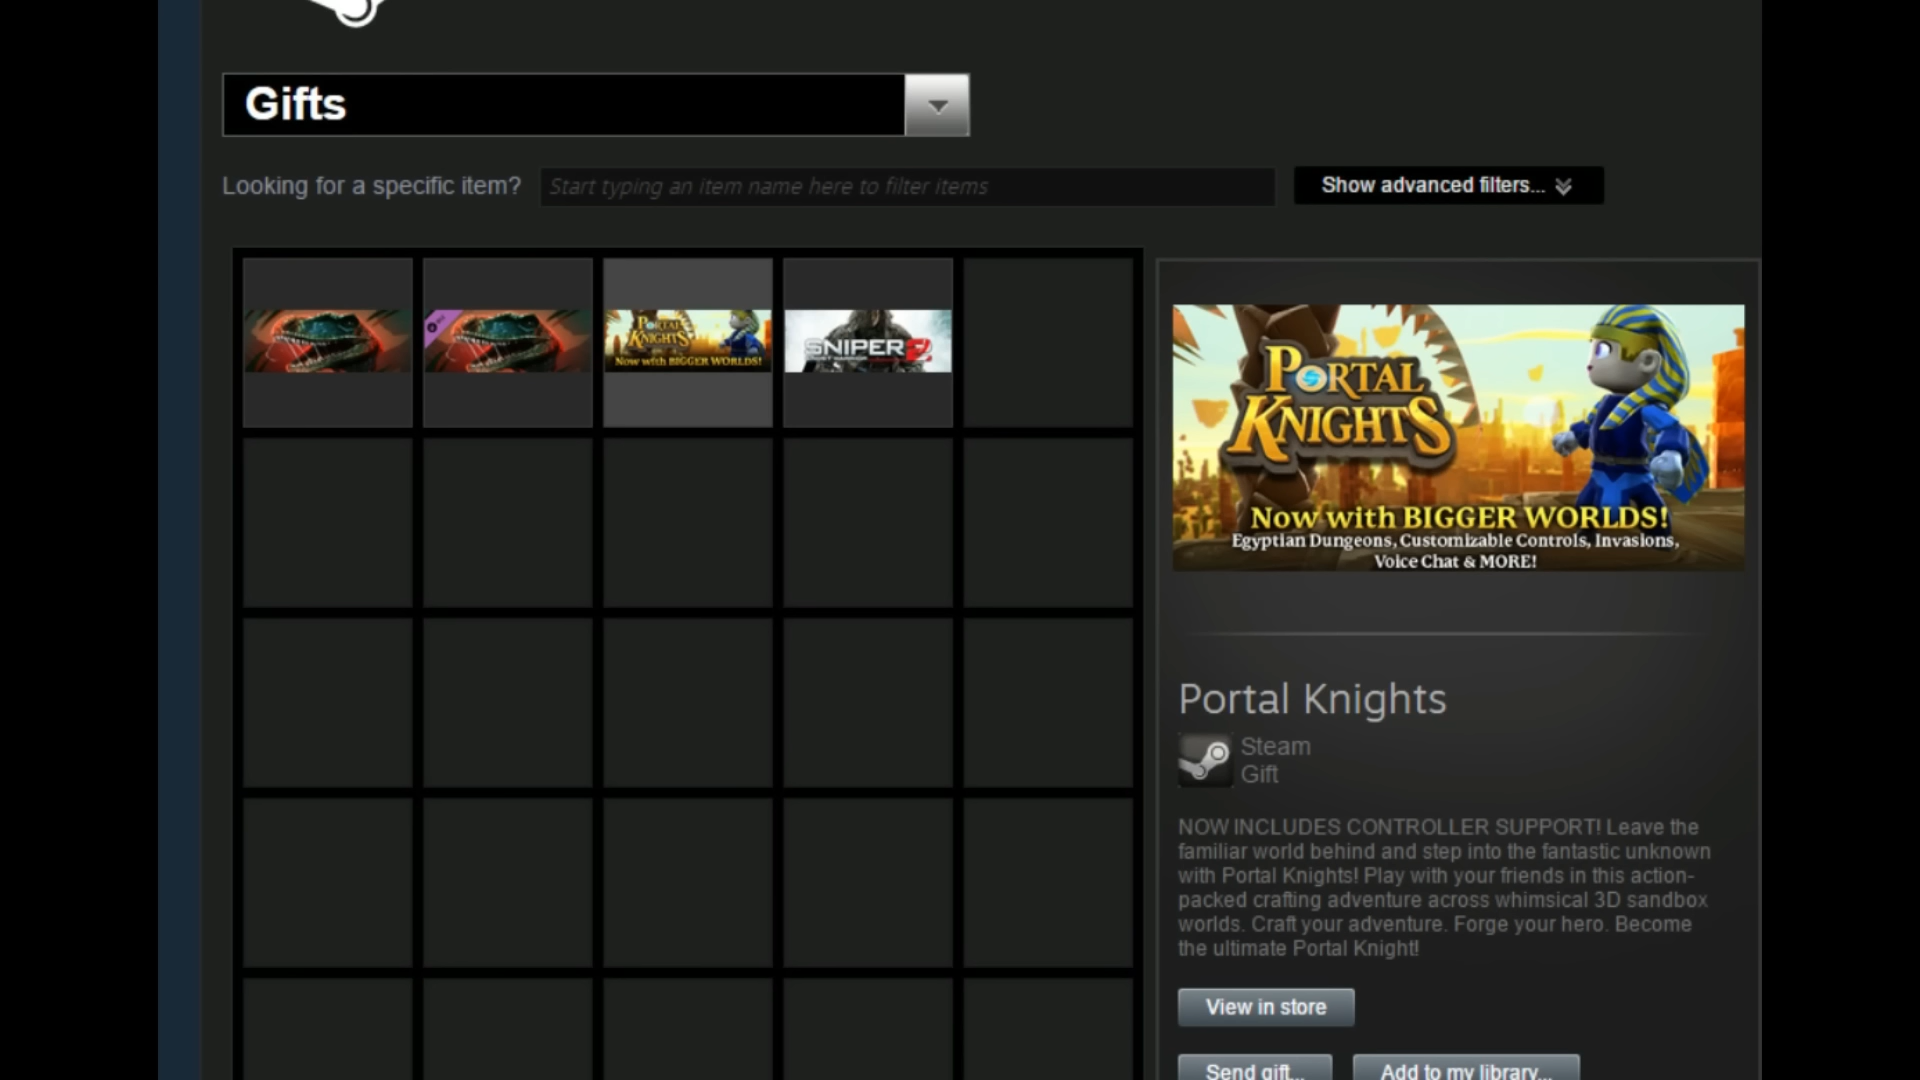 Gifts
Looking for a specific item?
Start typing an item name here to filter items
Show advanced filters...
PORTAL
KNIGHTS
Now with BIGGER WORLDS!
SNIPER 2
PORTAL
KNIGHTS
Now with BIGGER WORLDS!
Egyptian Dungeons, Customizable Controls, Invasions,
Voice Chat & MORE!
Portal Knights
Steam
Gift
NOW INCLUDES CONTROLLER SUPPORT! Leave the
familiar world behind and step into the fantastic unknown
with Portal Knights! Play with your friends in this action-
packed crafting adventure across whimsical 3D sandbox
worlds. Craft your adventure. Forge your hero. Become
the ultimate Portal Knight!
View in store
Send gift...
Add to my library...